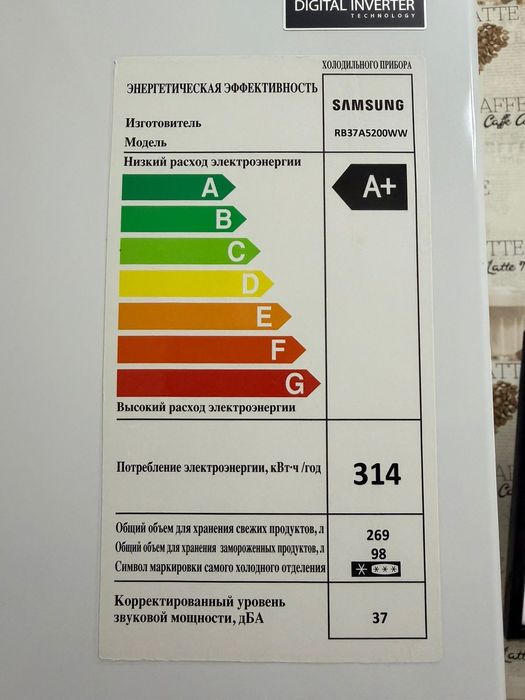 DIGITAL INVERTER
TECHNOLOGY
ХОЛОДИЛЬНОГО ПРИБОРА
ЭНЕРГЕТИЧЕСКАЯ ЭФФЕКТИВНОСТЬ
SAMSUNG
Изготовитель
RB37A5200WW
Модель
Низкий расход электроэнергии
A
A+
B
C
D
E
F
G
Высокий расход электроэнергии
Потребление электроэнергии, кВт·ч /год
314
Общий объем для хранения свежих продуктов, л
269
Общий объем для хранения замороженных продуктов, л
98
Символ маркировки самого холодного отделения
Корректированный уровень
звуковой мощности, дБА
37